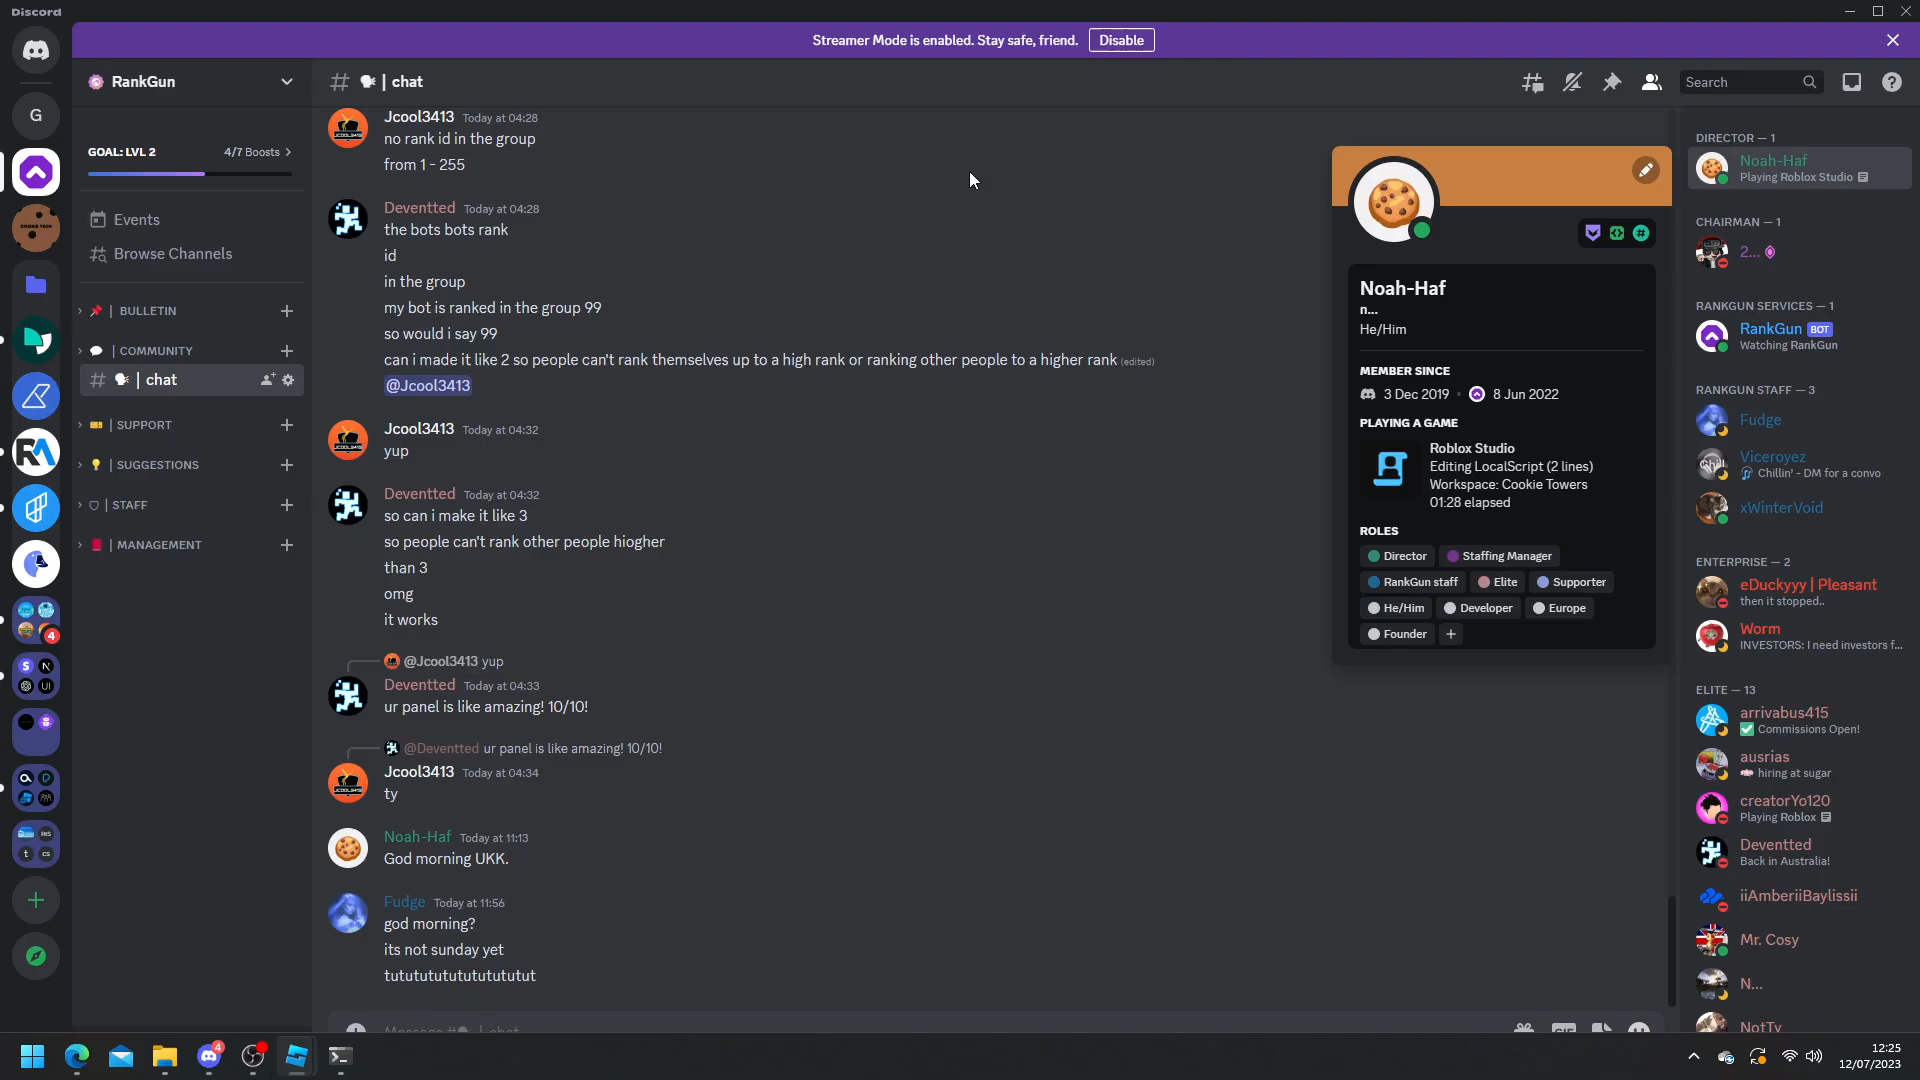 Discord
Streamer Mode is enabled. Stay safe, friend.
Disable
G
RankGun
GOAL: LVL 2
4/7 Boosts
Events
Browse Channels
| BULLETIN
| COMMUNITY
| chat
| SUPPORT
| SUGGESTIONS
| STAFF
| MANAGEMENT
| chat
Search
Jcool3413 Today at 04:28
no rank id in the group
from 1 - 255
Deventted Today at 04:28
the bots bots rank
id
in the group
my bot is ranked in the group 99
so would i say 99
can i made it like 2 so people can't rank themselves up to a high rank or ranking other people to a higher rank (edited)
@Jcool3413
Jcool3413 Today at 04:32
yup
Deventted Today at 04:32
so can i make it like 3
so people can't rank other people hiogher
than 3
omg
it works
@Jcool3413 yup
Deventted Today at 04:33
ur panel is like amazing! 10/10!
@Deventted ur panel is like amazing! 10/10!
Jcool3413 Today at 04:34
ty
Noah-Haf Today at 11:13
God morning UKK.
Fudge Today at 11:56
god morning?
its not sunday yet
tutututututututututut
Noah-Haf
n...
He/Him
MEMBER SINCE
3 Dec 2019 • 8 Jun 2022
PLAYING A GAME
Roblox Studio
Editing LocalScript (2 lines)
Workspace: Cookie Towers
01:28 elapsed
ROLES
Director
Staffing Manager
RankGun staff
Elite
Supporter
He/Him
Developer
Europe
Founder
DIRECTOR — 1
Noah-Haf
Playing Roblox Studio
CHAIRMAN — 1
2...
RANKGUN SERVICES — 1
RankGun BOT
Watching RankGun
RANKGUN STAFF — 3
Fudge
Viceroyez
Chillin' - DM for a convo
xWinterVoid
ENTERPRISE — 2
eDuckyyy | Pleasant
then it stopped..
Worm
INVESTORS: I need investors f...
ELITE — 13
arrivabus415
Commissions Open!
ausrias
hiring at sugar
creatorYo120
Playing Roblox
Deventted
Back in Australia!
iiAmberiiBaylissii
Mr. Cosy
N...
NotTy
4
4
12:25
12/07/2023